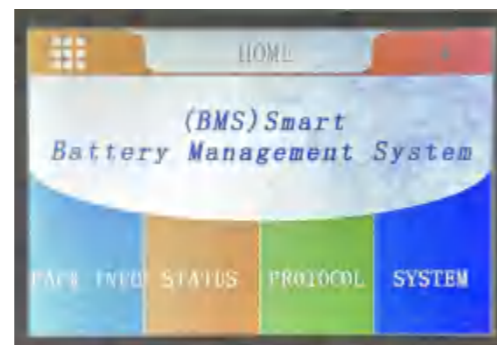 HOME
(BMS)Smart
Battery Management System
PACK INFO STATUS PROTOCOL SYSTEM